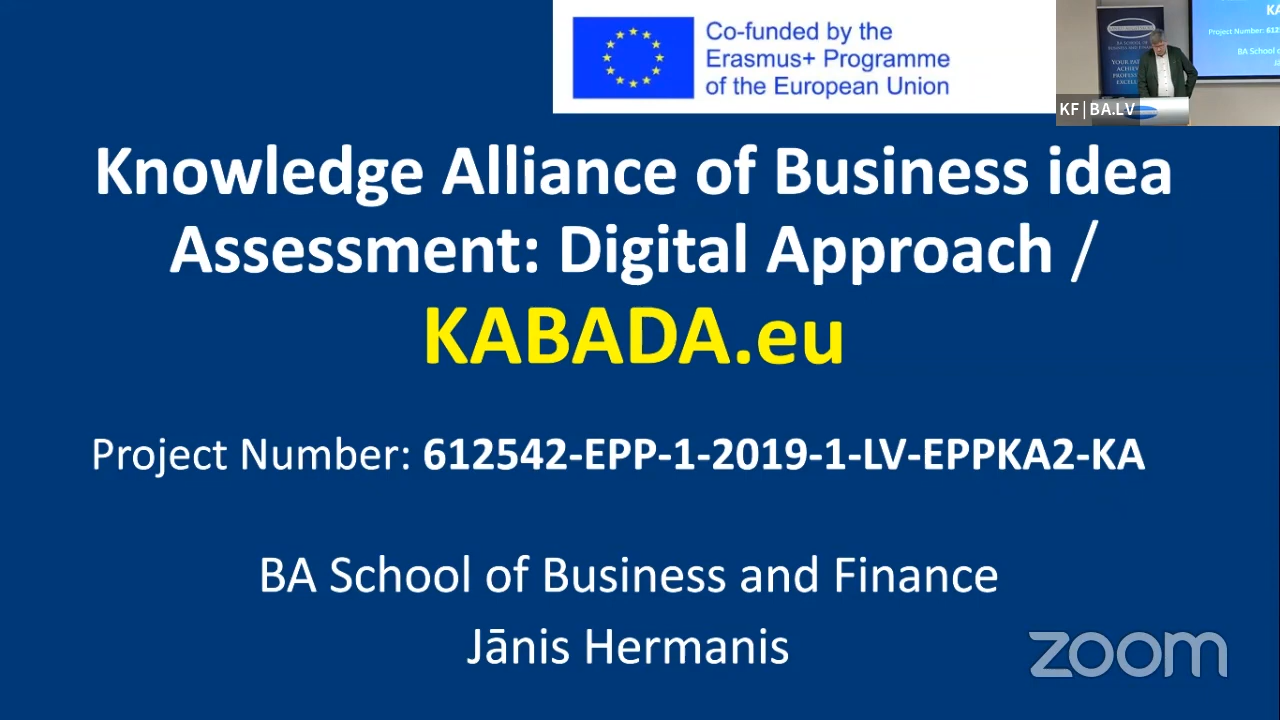 Co-funded by the
Erasmus+ Programme
of the European Union
KF|BA.LV
Knowledge Alliance of Business idea
Assessment: Digital Approach /
KABADA.eu
Project Number: 612542-EPP-1-2019-1-LV-EPPKA2-KA
BA School of Business and Finance
Jānis Hermanis
zoom